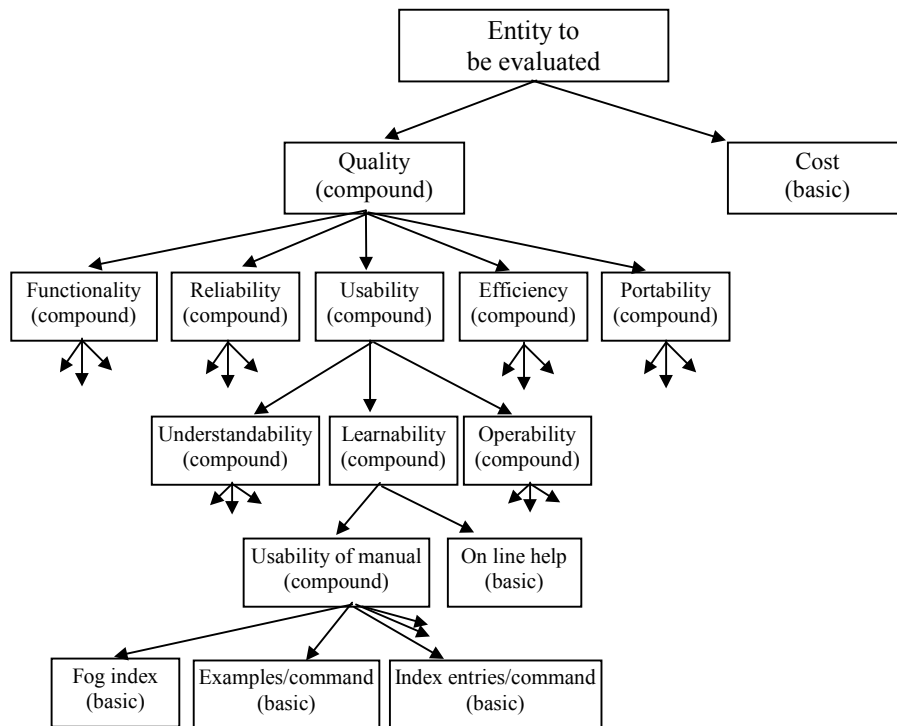 Entity to
be evaluated
Quality
(compound)
Cost
(basic)
Functionality
(compound)
Reliability
(compound)
Usability
(compound)
Efficiency
(compound)
Portability
(compound)
Understandability
(compound)
Learnability
(compound)
Operability
(compound)
Usability of manual
(compound)
On line help
(basic)
Fog index
(basic)
Examples/command
(basic)
Index entries/command
(basic)